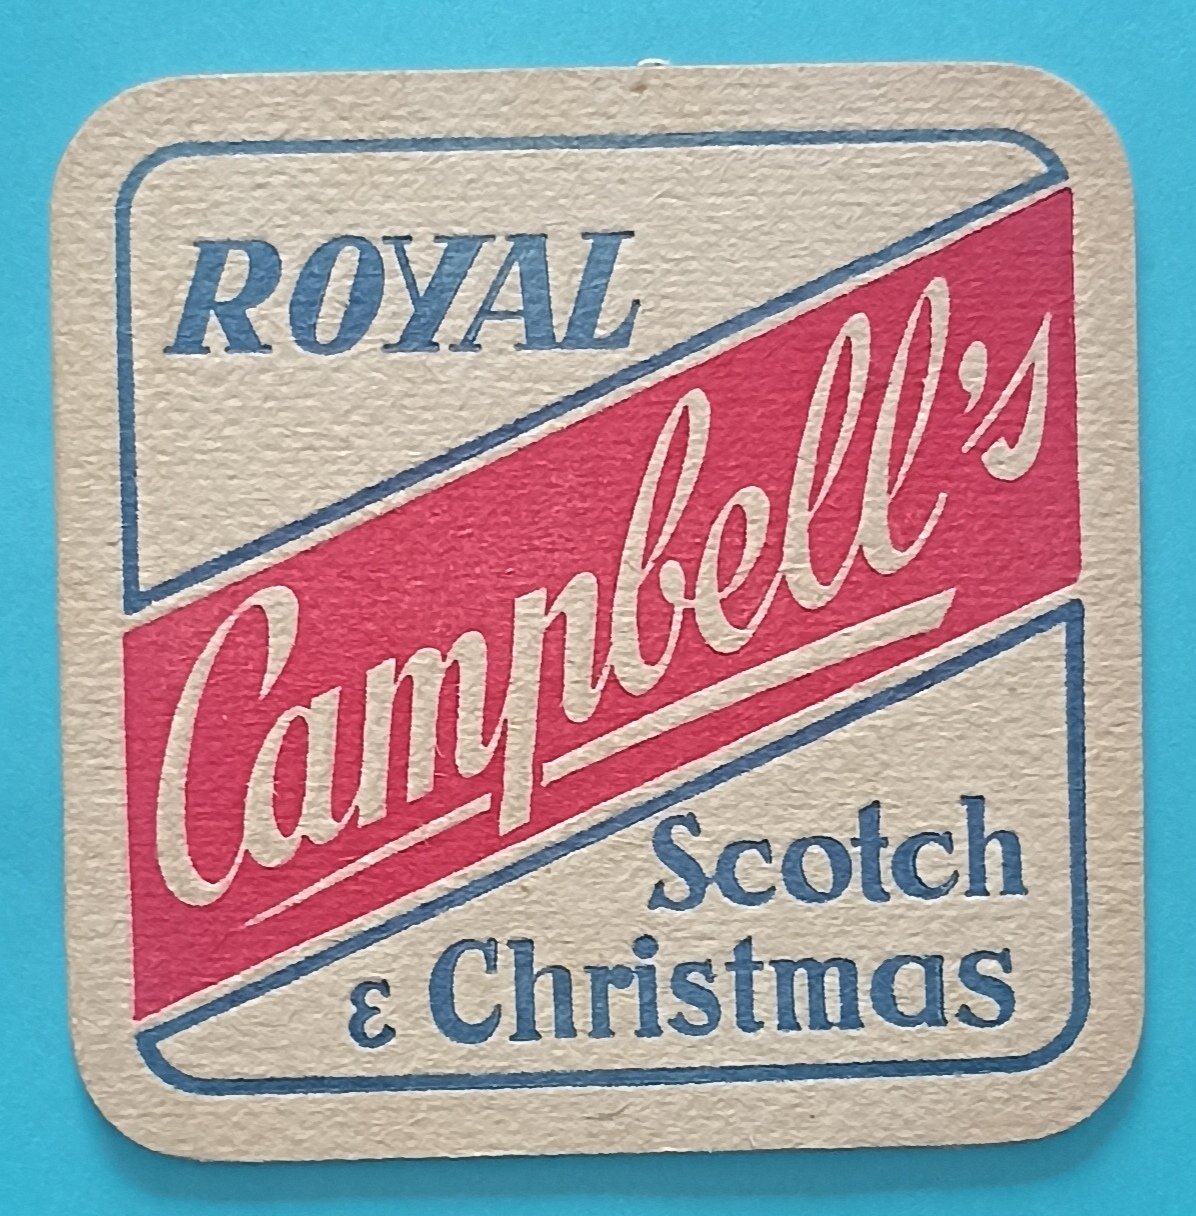 ROYAL
Campbell's
Scotch
& Christmas